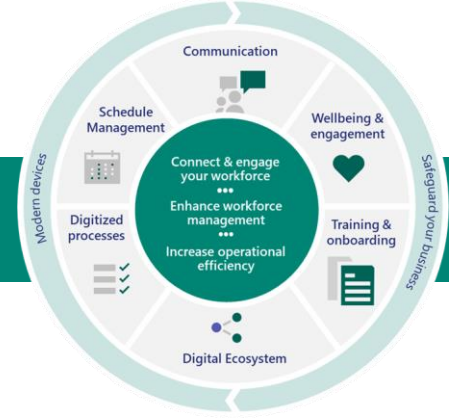 Communication
Wellbeing &
engagement
Training &
onboarding
Digital Ecosystem
Digitized
processes
Schedule
Management
Connect & engage
your workforce
•••
Enhance workforce
management
•••
Increase operational
efficiency
Modern devices
Safeguard your business